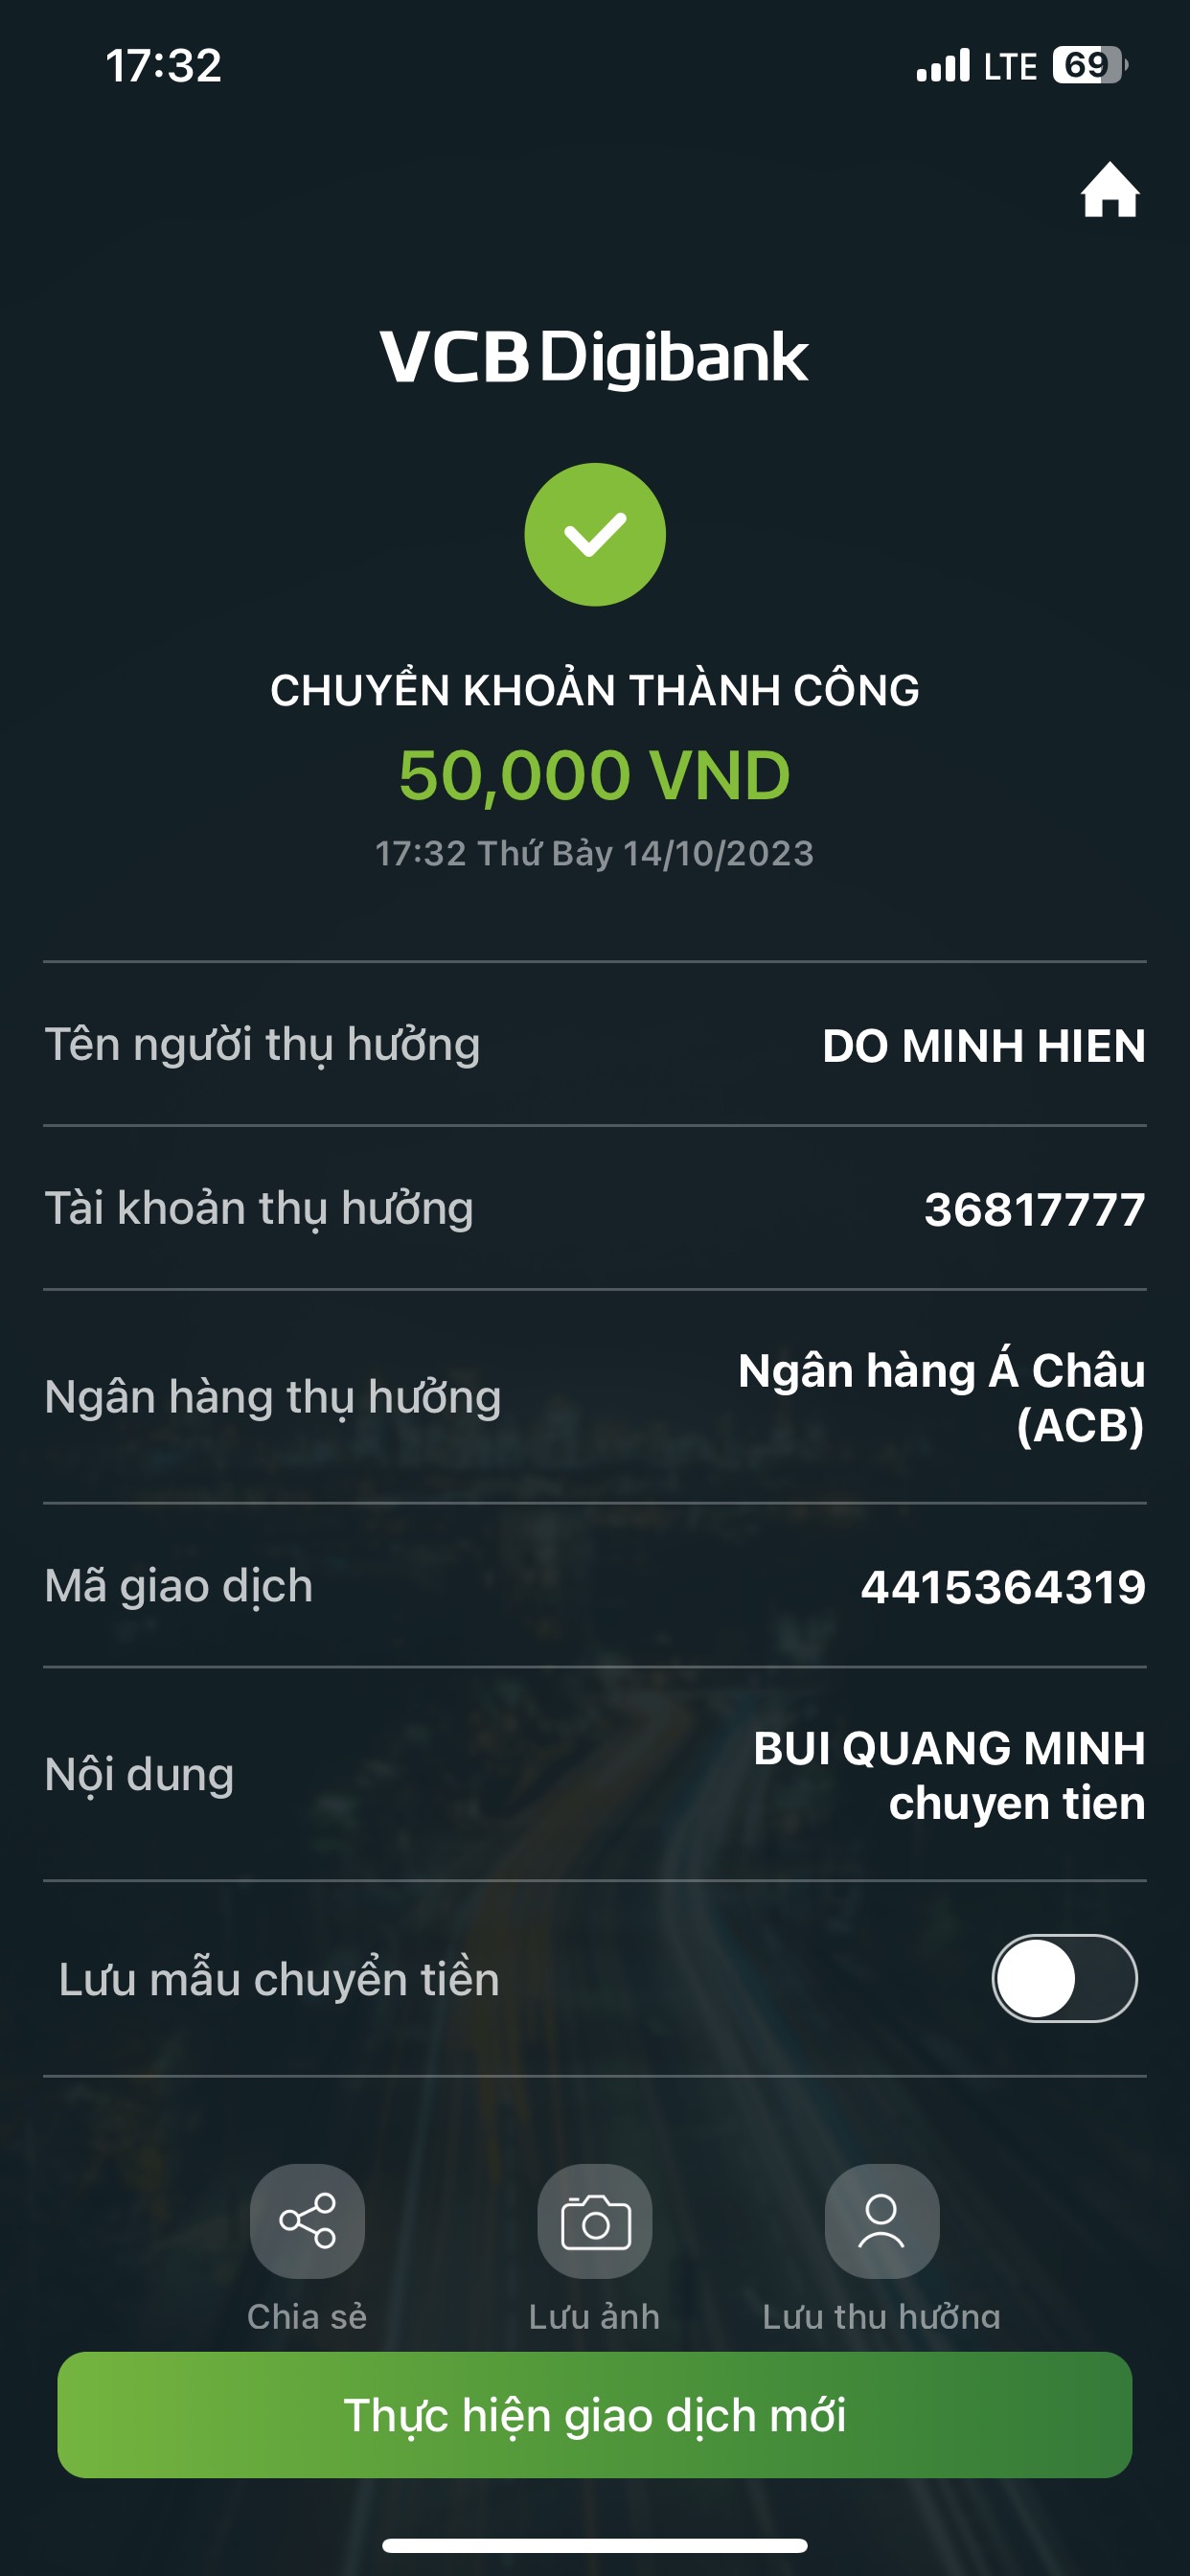 17:32
LTE 69
VCB Digibank
CHUYỂN KHOẢN THÀNH CÔNG
50,000 VND
17:32 Thứ Bảy 14/10/2023
Tên người thụ hưởng DO MINH HIEN
Tài khoản thụ hưởng 36817777
Ngân hàng thụ hưởng Ngân hàng Á Châu
(ACB)
Mã giao dịch 4415364319
Nội dung BUI QUANG MINH
chuyen tien
Lưu mẫu chuyển tiền
Chia sẻ Lưu ảnh Lưu thụ hưởng
Thực hiện giao dịch mới